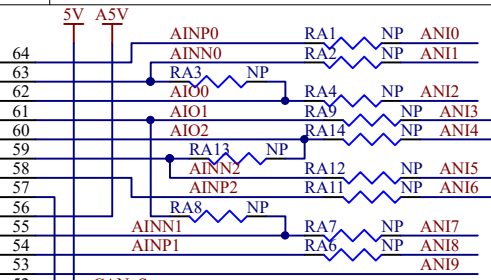 5V A5V
AINP0 RA1 NP ANI0
64 AINN0 RA2 NP ANI1
63 RA3 NP
62 AIO0 RA4 NP ANI2
61 AIO1 RA9 NP ANI3
60 AIO2 RA14 NP ANI4
59 RA13 NP
58 AINN2 RA12 NP ANI5
57 AINP2 RA11 NP ANI6
56 RA8 NP
55 AINN1 RA7 NP ANI7
54 AINP1 RA6 NP ANI8
53 ANI9